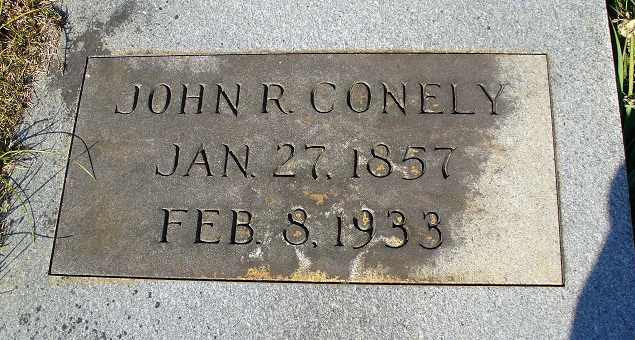 JOHN R. CONELY
JAN. 27, 1857
FEB. 8, 1933